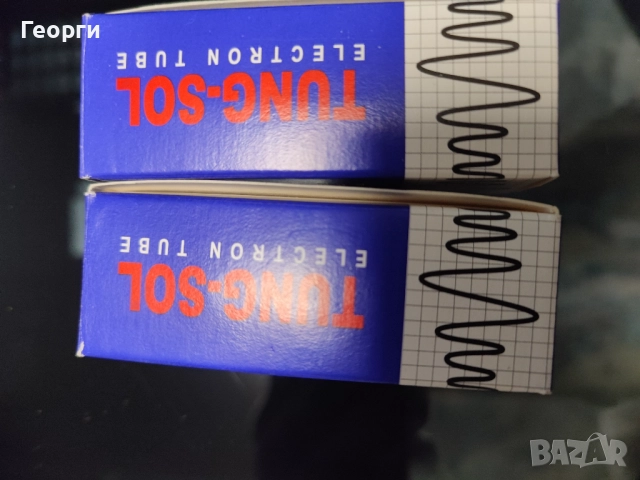 Георги
ELECTRON TUBE
TUNG-SOL
ELECTRON TUBE
TUNG-SOL
BAZAR